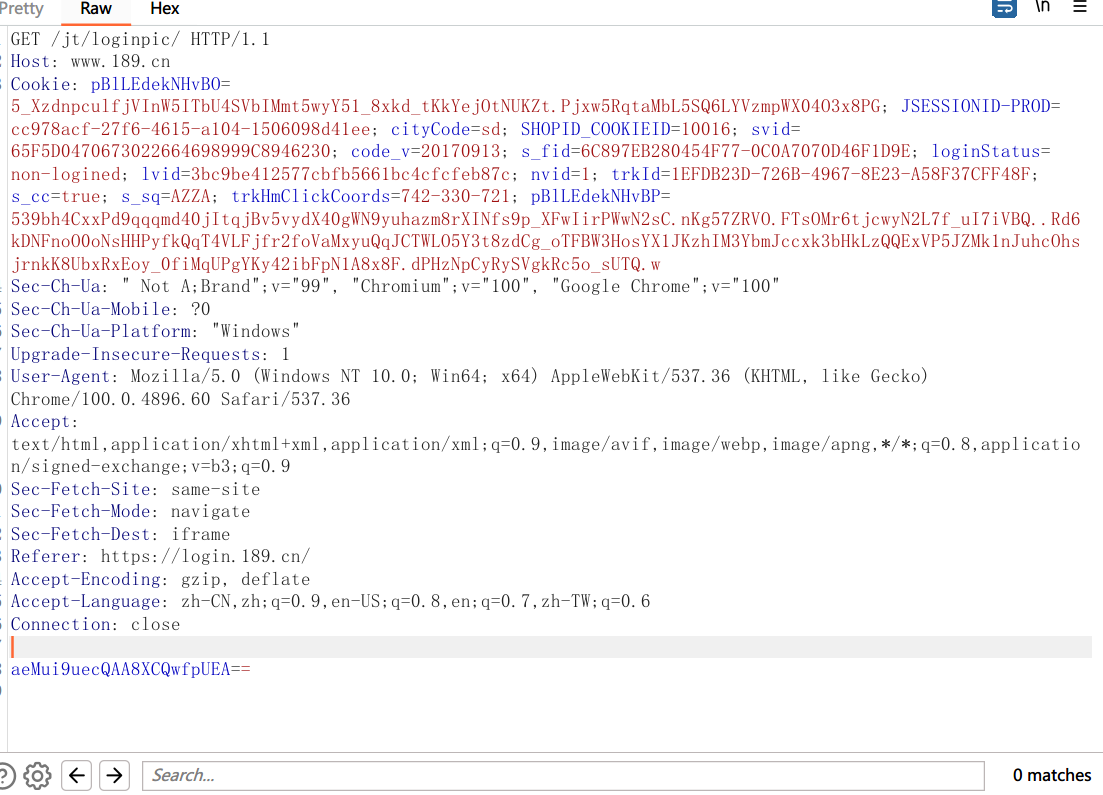 Pretty Raw Hex \n
GET /jt/loginpic/ HTTP/1.1
Host: www.189.cn
Cookie: pBlLEdekNHvBO=
5_XzdnpculfjVInW5ITbU4SVbIMmt5wyY51_8xkd_tKkYejOtNUKZt.Pjxw5RqtaMbL5SQ6LYVzmpWX0403x8PG; JSESSIONID-PROD=
cc978acf-27f6-4615-a104-1506098d41ee; cityCode=sd; SHOPID_COOKIEID=10016; svid=
65F5D0470673022664698999C8946230; code_v=20170913; s_fid=6C897EB280454F77-0C0A7070D46F1D9E; loginStatus=
non-logined; lvid=3bc9be412577cbfb5661bc4cfcfeb87c; nvid=1; trkId=1EFDB23D-726B-4967-8E23-A58F37CFF48F;
s_cc=true; s_sq=AZZA; trkHmClickCoords=742-330-721; pBlLEdekNHvBP=
539bh4CxxPd9qqqmd40jItqjBv5vydX40gWN9yuhazm8rXINfs9p_XFwIirPWwN2sC.nKg57ZRVO.FTsOMr6tjcwyN2L7f_uI7iVBQ..Rd6
kDNFnoO0oNsHHPyfkQqT4VLFjfr2foVaMxyuQqJCTWLO5Y3t8zdCg_oTFBW3HosYX1JKzhIM3YbmJccxk3bHkLzQQExVP5JZMk1nJuhcOhs
jrnkK8UbxRxEoy_0fiMqUPgYKy42ibFpN1A8x8F.dPHzNpCyRySVgkRc5o_sUTQ.w
Sec-Ch-Ua: " Not A;Brand";v="99", "Chromium";v="100", "Google Chrome";v="100"
Sec-Ch-Ua-Mobile: ?0
Sec-Ch-Ua-Platform: "Windows"
Upgrade-Insecure-Requests: 1
User-Agent: Mozilla/5.0 (Windows NT 10.0; Win64; x64) AppleWebKit/537.36 (KHTML, like Gecko)
Chrome/100.0.4896.60 Safari/537.36
Accept:
text/html,application/xhtml+xml,application/xml;q=0.9,image/avif,image/webp,image/apng,*/*;q=0.8,applicatio
n/signed-exchange;v=b3;q=0.9
Sec-Fetch-Site: same-site
Sec-Fetch-Mode: navigate
Sec-Fetch-Dest: iframe
Referer: https://login.189.cn/
Accept-Encoding: gzip, deflate
Accept-Language: zh-CN,zh;q=0.9,en-US;q=0.8,en;q=0.7,zh-TW;q=0.6
Connection: close
aeMui9uecQAA8XCQwfpUEA==
Search... 0 matches